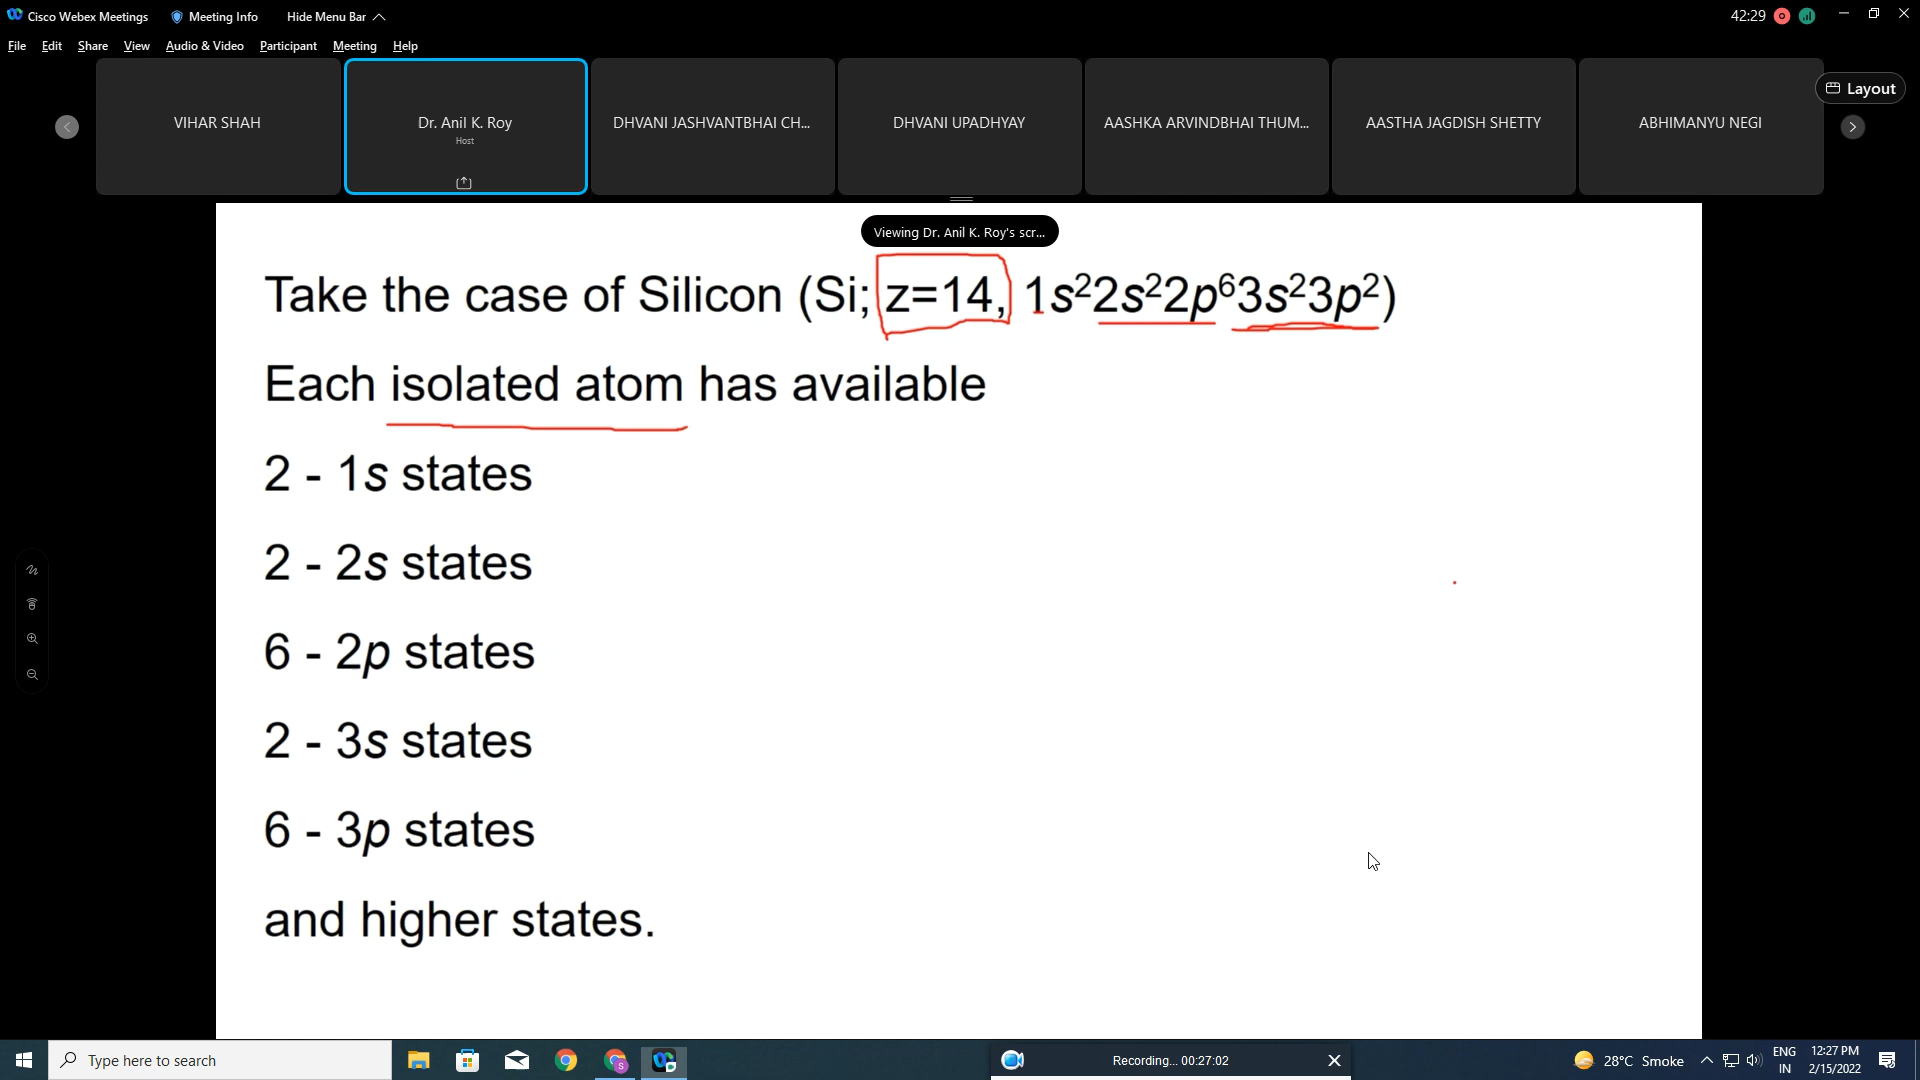 Cisco Webex Meetings Meeting Info Hide Menu Bar 42:29
File Edit Share View Audio & Video Participant Meeting Help
VIHAR SHAH
Dr. Anil K. Roy
Host
DHVANI JASHVANTBHAI CH...
DHVANI UPADHYAY
AASHKA ARVINDBHAI THUM...
AASTHA JAGDISH SHETTY
ABHIMANYU NEGI
Layout
Viewing Dr. Anil K. Roy's scr...
Take the case of Silicon (Si; z=14, 1s²2s²2p⁶3s²3p²)
Each isolated atom has available
2 - 1s states
2 - 2s states
6 - 2p states
2 - 3s states
6 - 3p states
and higher states.
Type here to search
Recording... 00:27:02
28°C Smoke
ENG
IN
12:27 PM
2/15/2022